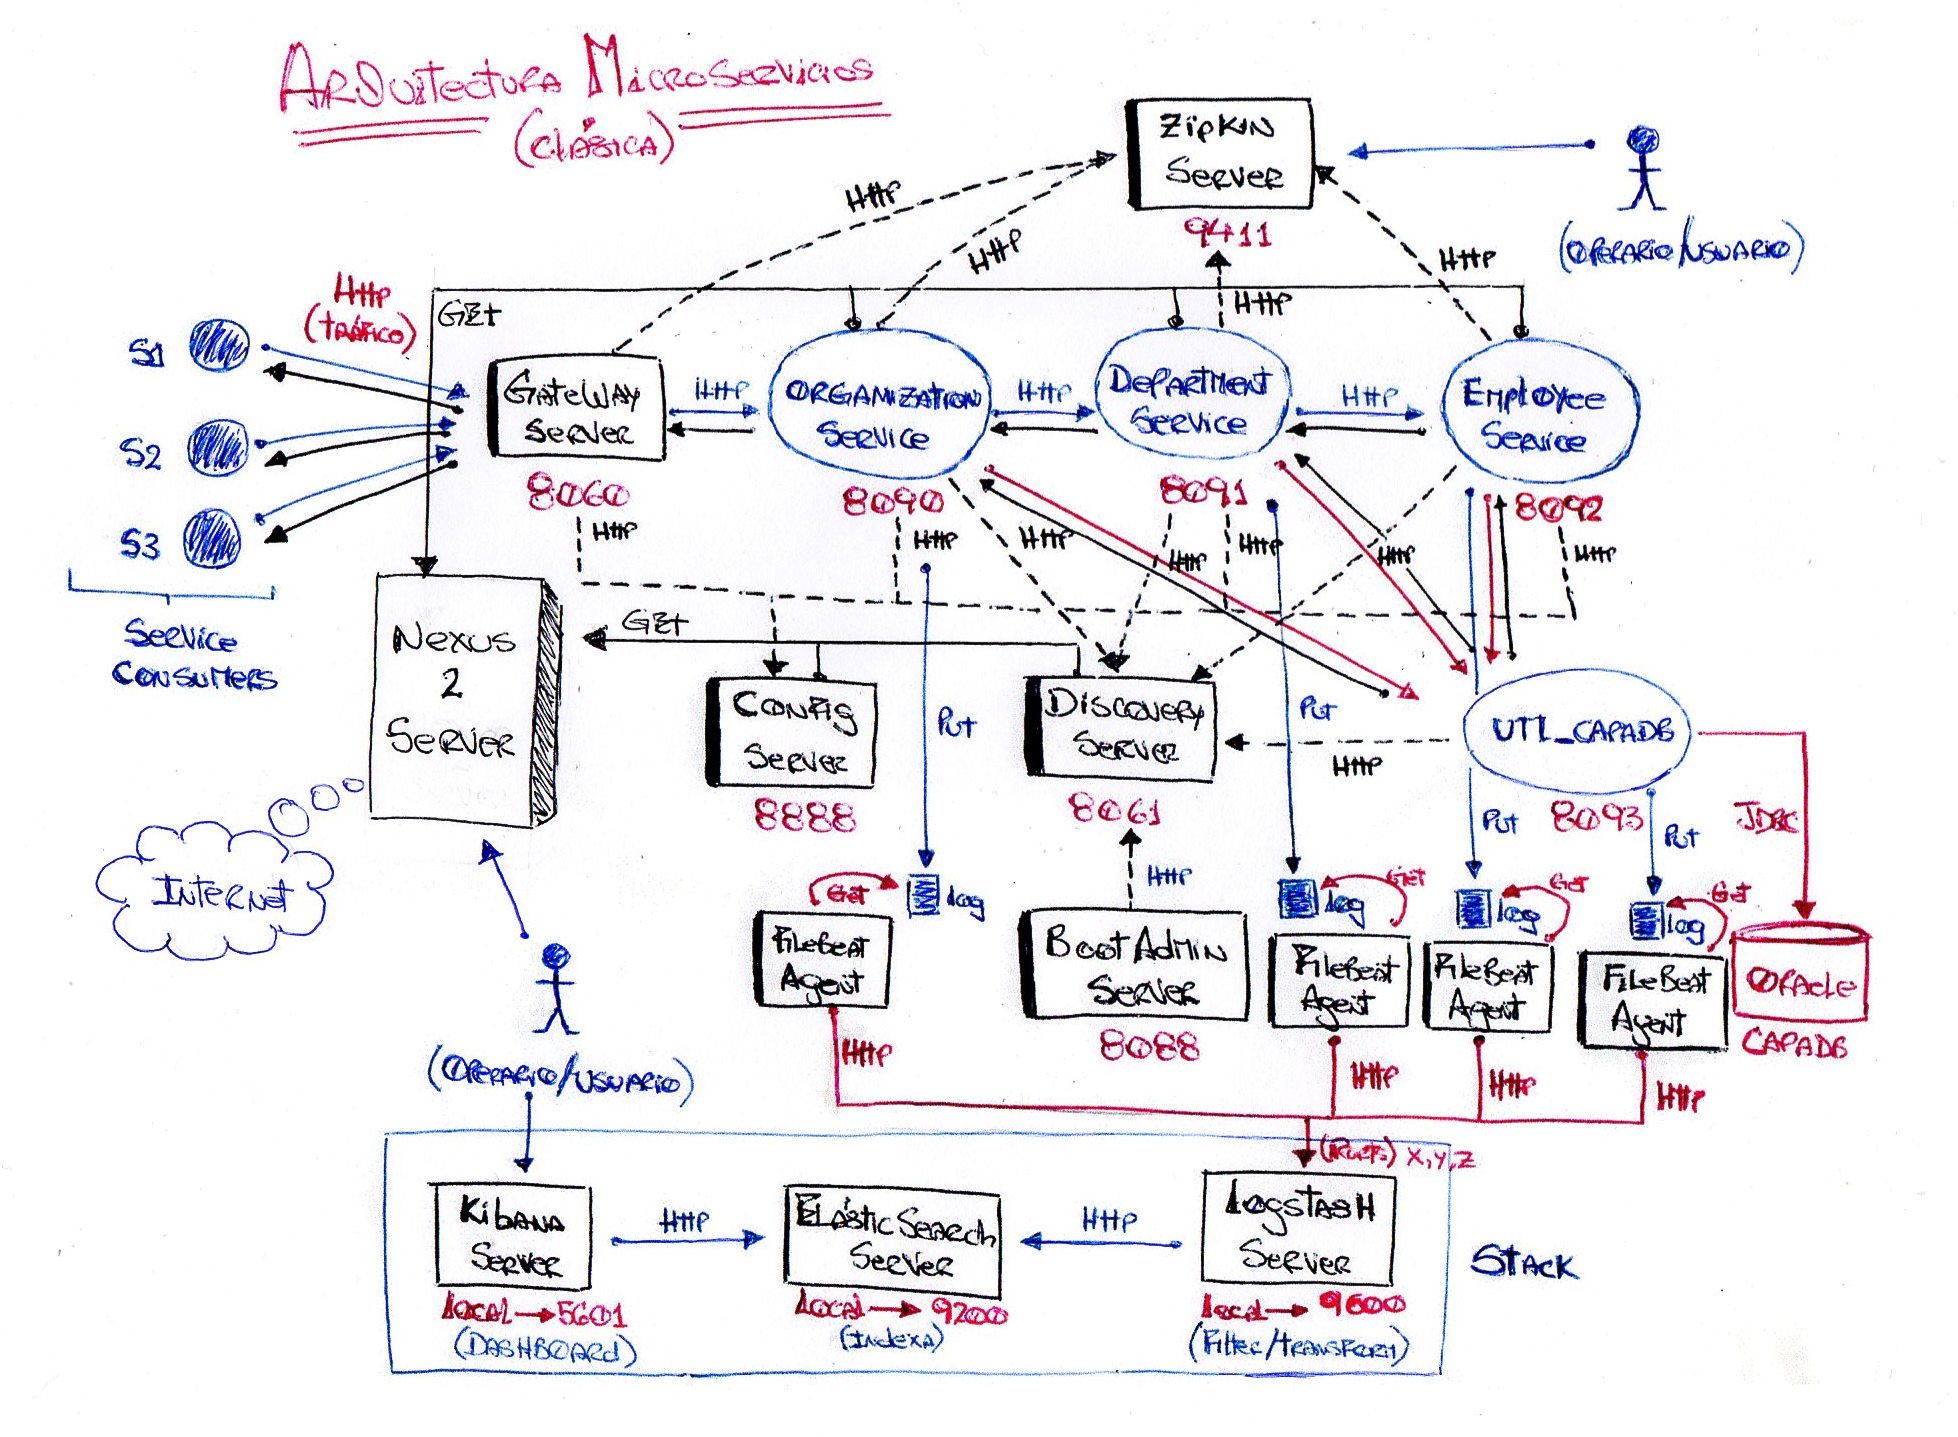 ARQuitectura MicroServicios
(CLÁSICA)
ZipKin
Server
9411
(OPERARIO/USUARIO)
HTTP
HTTP
HTTP
HTTP
HTTP
(TRÁFICO)
GET
S1
S2
S3
Service
Consumers
GateWay
Server
8060
HTTP
ORGANIZATION
Service
8090
HTTP
DEPARTMENT
Service
8091
HTTP
Employee
Service
8092
HTTP
HTTP
HTTP
HTTP
HTTP
HTTP
HTTP
Nexus
2
Server
GET
Config
Server
8888
PUT
Discovery
Server
8061
PUT
HTTP
UTI_CAPADB
8093
PUT
PUT
JDBC
Internet
HTTP
GET
log
GET
log
GET
log
GET
log
FileBeat
Agent
BootAdmin
Server
8088
FileBeat
Agent
FileBeat
Agent
FileBeat
Agent
Oracle
CAPADB
HTTP
HTTP
HTTP
HTTP
(OPERARIO/USUARIO)
(Ports) X,Y,Z
Kibana
Server
HTTP
ElasticSearch
Server
HTTP
LogstasH
Server
Stack
Local → 5601
(DASHBOARD)
Local → 9200
(Indexa)
Local → 9600
(Filter/TRANSFORM)